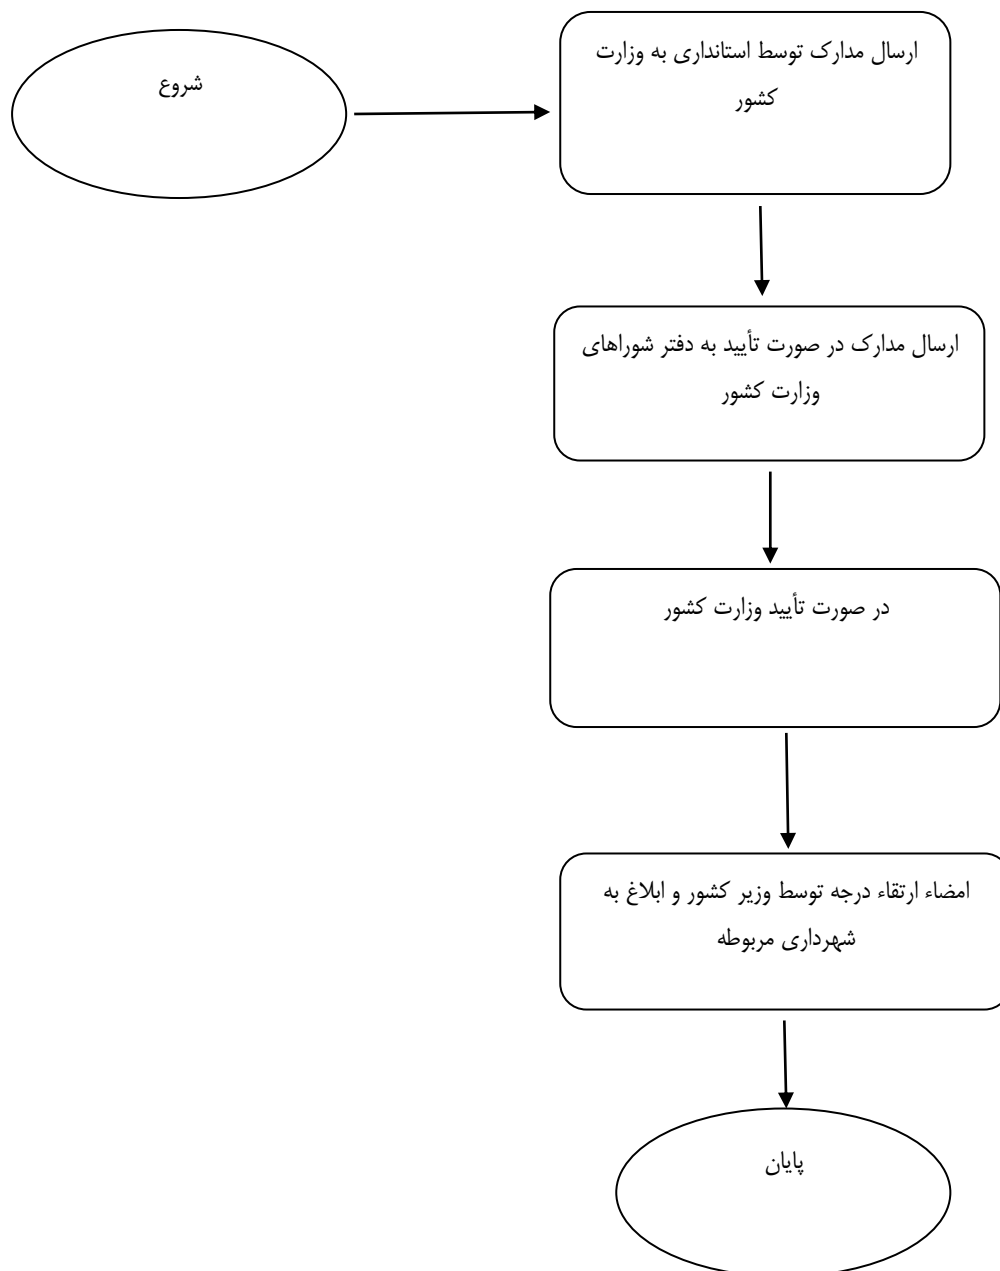 شروع
ارسال مدارک توسط استانداری به وزارت
کشور
ارسال مدارک در صورت تأیید به دفتر شوراهای
وزارت کشور
در صورت تأیید وزارت کشور
امضاء ارتقاء درجه توسط وزیر کشور و ابلاغ به
شهرداری مربوطه
پایان